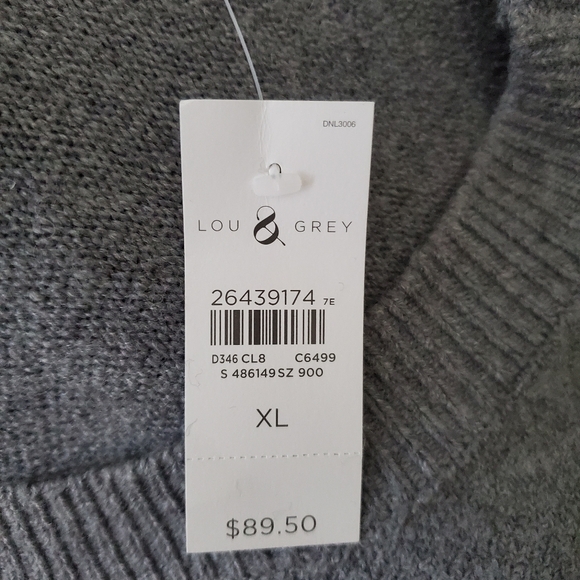 DNL3006
LOU & GREY
26439174 7E
D346 CL8 C6499
S 486149 SZ 900
XL
$89.50